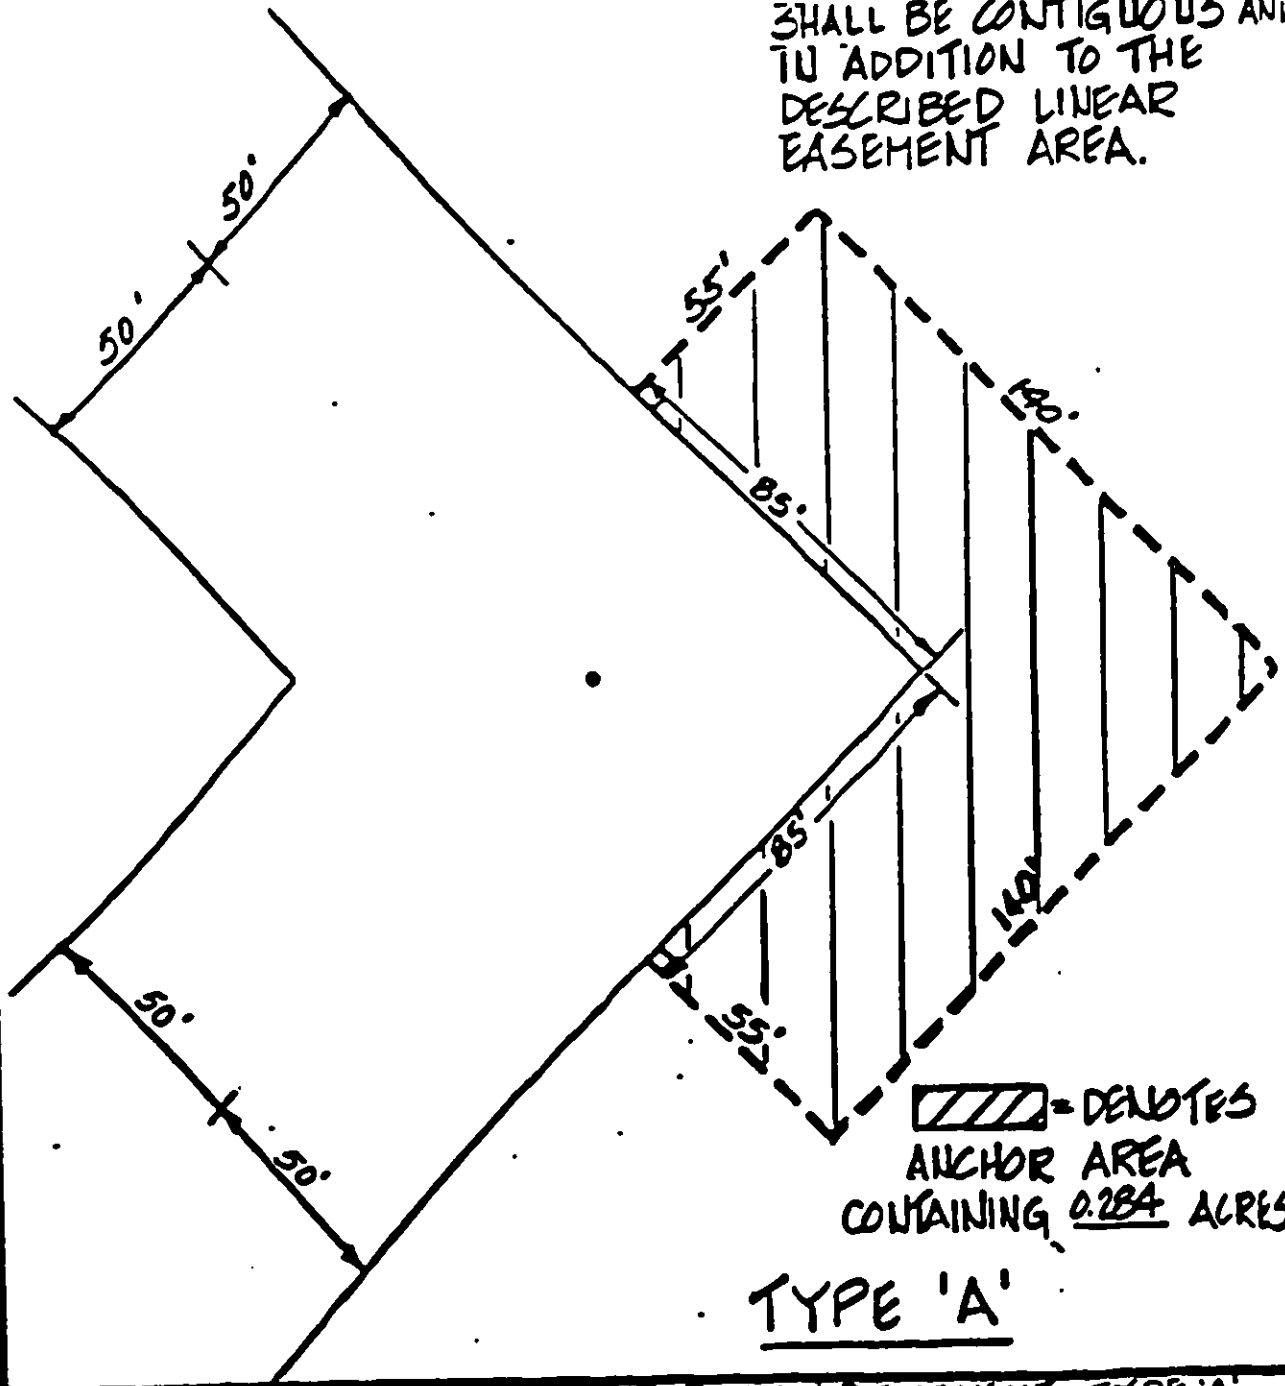 SHALL BE CONTIGUOUS AND
IN ADDITION TO THE
DESCRIBED LINEAR
EASEMENT AREA.
50'
50'
55'
140'
85'
85'
140'
55'
50'
50'
= DENOTES
ANCHOR AREA
CONTAINING 0.284 ACRES
TYPE 'A'